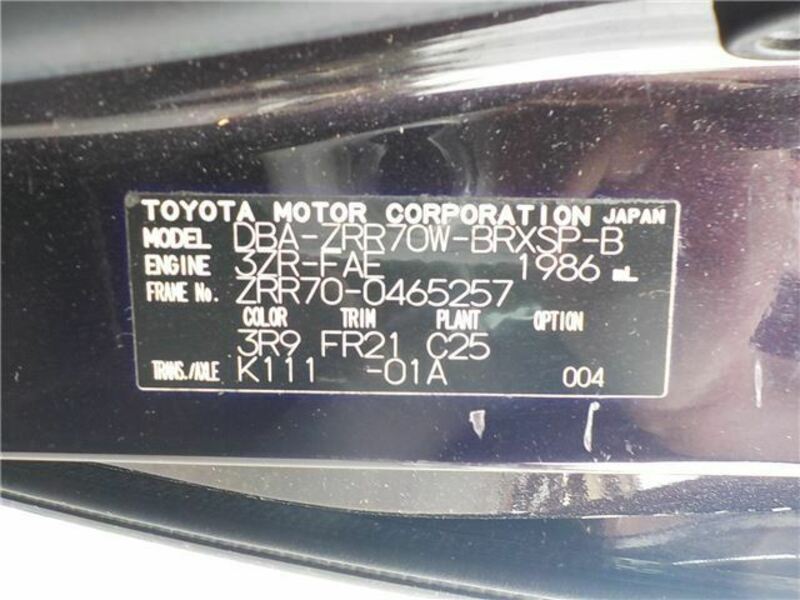 TOYOTA MOTOR CORPORATION JAPAN
MODEL DBA-ZRR70W-BRXSP-B
ENGINE 3ZR-FAE 1986 mL
FRAME No. ZRR70-0465257
COLOR TRIM PLANT OPTION
3R9 FR21 C25
TRANS./AXLE K111 -01A 004